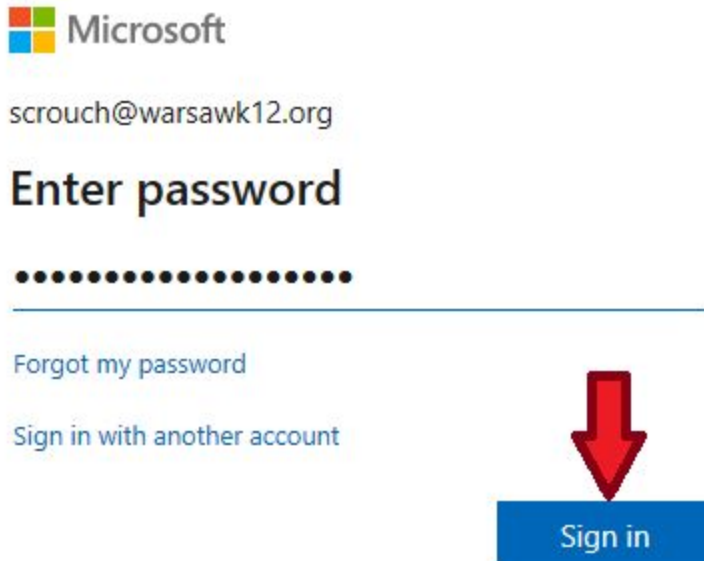 Microsoft
scrouch@warsawk12.org
Enter password
•••••••••••••••••••
Forgot my password
Sign in with another account
Sign in